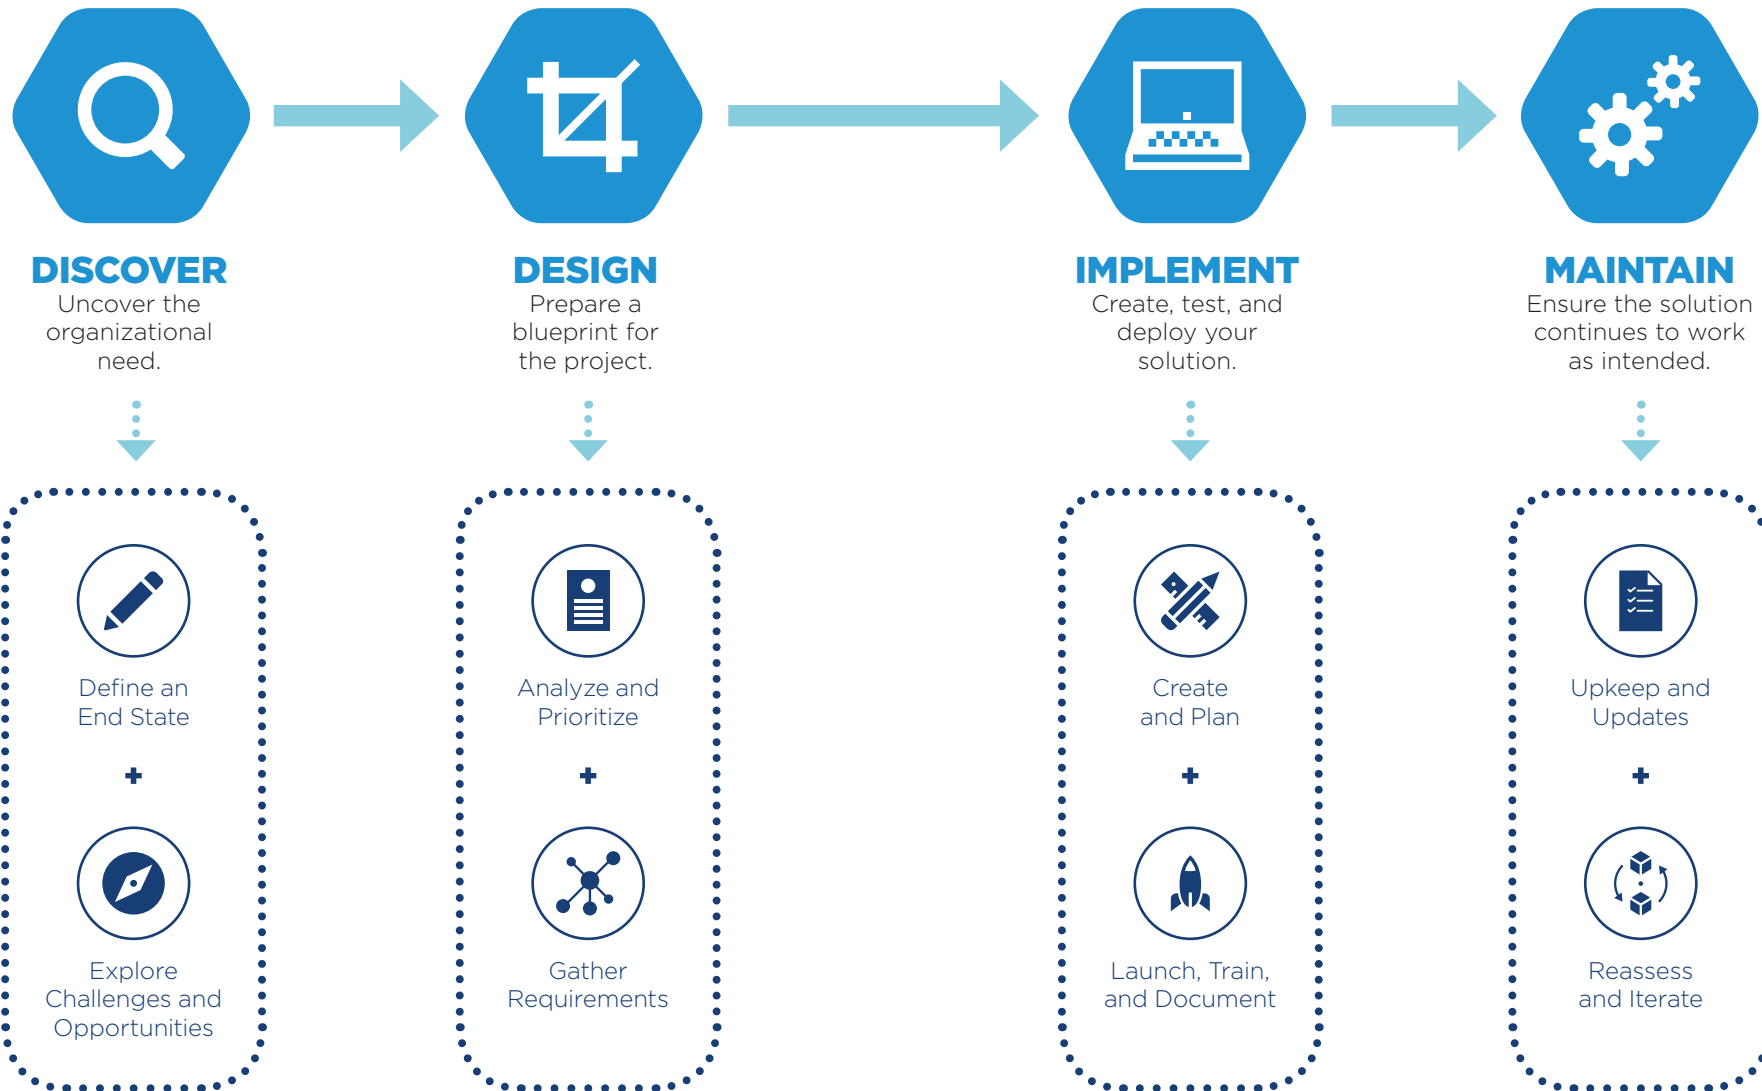 DISCOVER
Uncover the
organizational
need.
DESIGN
Prepare a
blueprint for
the project.
IMPLEMENT
Create, test, and
deploy your
solution.
MAINTAIN
Ensure the solution
continues to work
as intended.
Define an
End State
+
Explore
Challenges and
Opportunities
Analyze and
Prioritize
+
Gather
Requirements
Create
and Plan
+
Launch, Train,
and Document
Upkeep and
Updates
+
Reassess
and Iterate